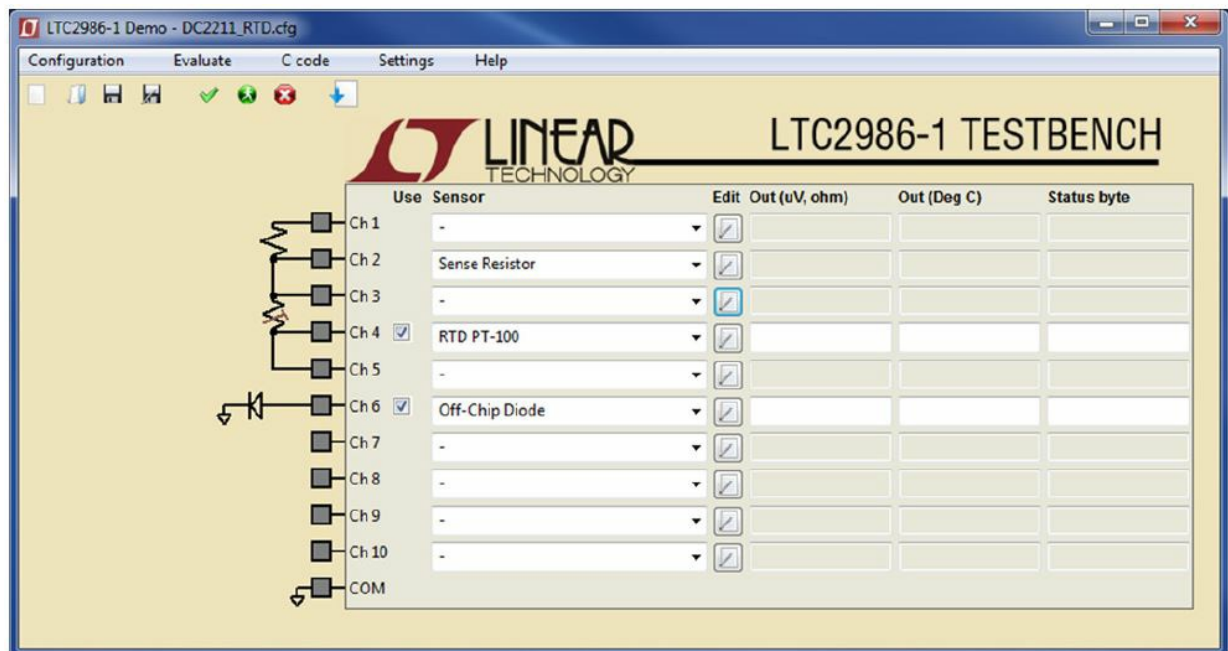 LTC2986-1 Demo - DC2211_RTD.cfg
Configuration Evaluate C code Settings Help
LINEAR TECHNOLOGY
LTC2986-1 TESTBENCH
Use Sensor Edit Out (uV, ohm) Out (Deg C) Status byte
Ch 1 -
Ch 2 Sense Resistor
Ch 3 -
Ch 4 RTD PT-100
Ch 5 -
Ch 6 Off-Chip Diode
Ch 7 -
Ch 8 -
Ch 9 -
Ch 10 -
COM